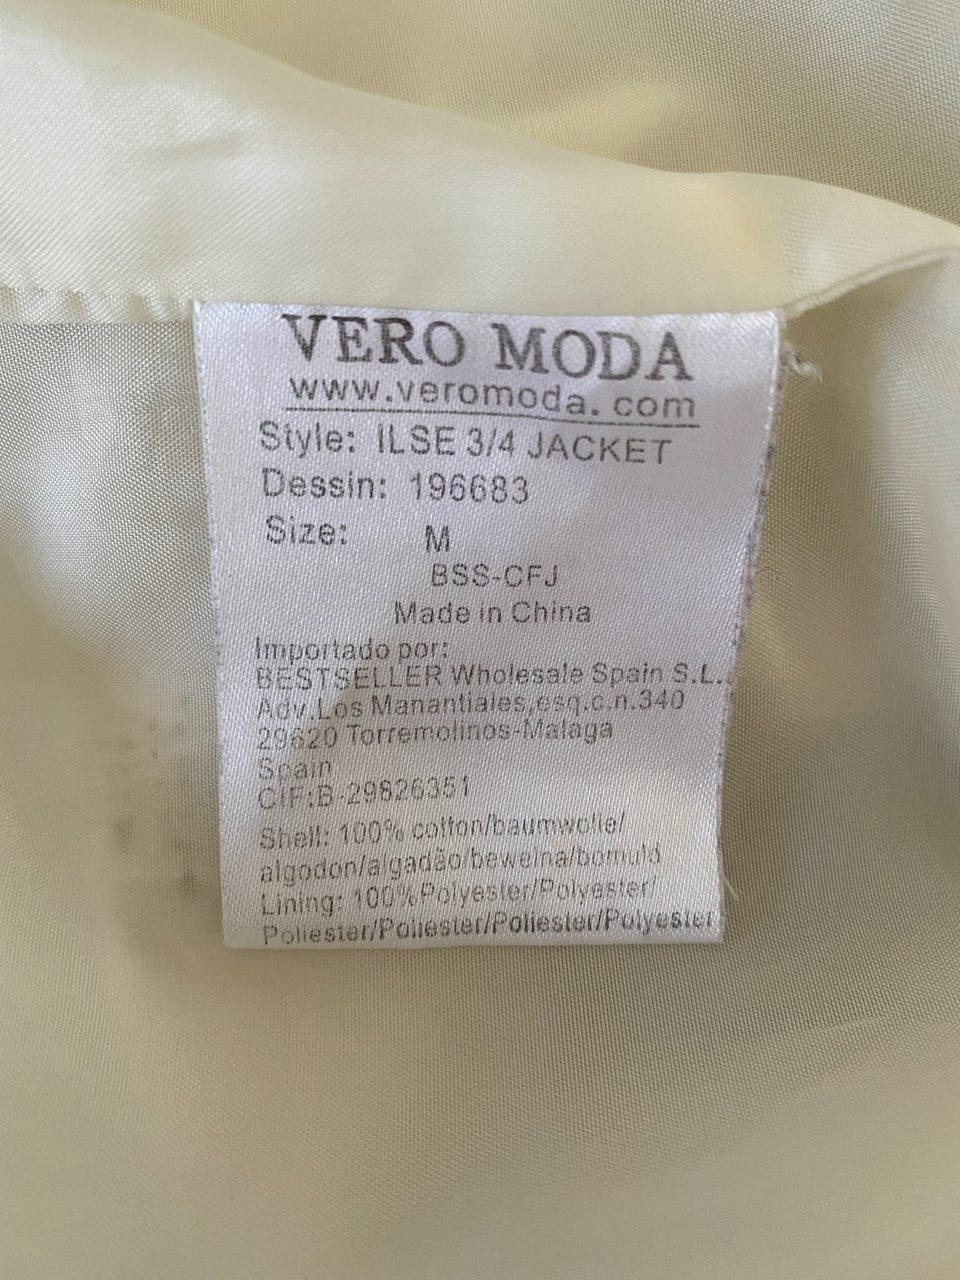 VERO MODA
www.veromoda.com
Style: ILSE 3/4 JACKET
Dessin: 196683
Size: M
BSS-CFJ
Made in China
Importado por:
BESTSELLER Wholesale Spain S.L.
Adv.Los Manantiales,esq.c.n.340
29620 Torremolinos-Malaga
Spain
CIF:B-29826351
Shell: 100% cotton/baumwolle/
algodon/algadão/beweina/bomuld
Lining: 100%Polyester/Polyester/
Poliester/Poliester/Poliester/Polyester